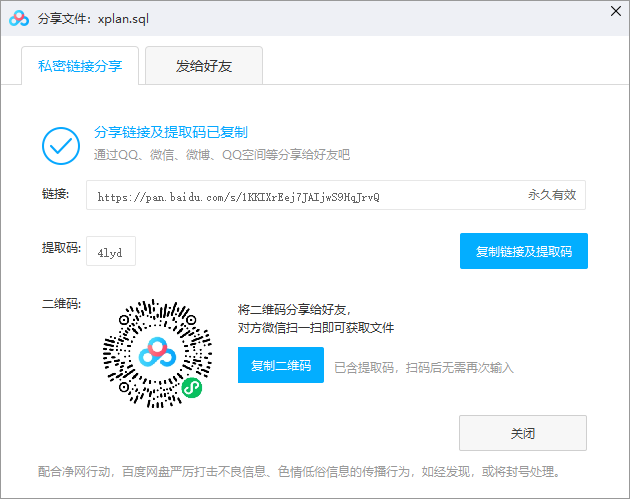 分享文件：xplan.sql
私密链接分享
发给好友
分享链接及提取码已复制
通过QQ、微信、微博、QQ空间等分享给好友吧
链接:
https://pan.baidu.com/s/1KKIXrEej7JAIjwS9HqJrvQ
永久有效
提取码:
4lyd
复制链接及提取码
二维码:
将二维码分享给好友，
对方微信扫一扫即可获取文件
复制二维码
已含提取码，扫码后无需再次输入
关闭
配合净网行动，百度网盘严厉打击不良信息、色情低俗信息的传播行为，如经发现，或将封号处理。